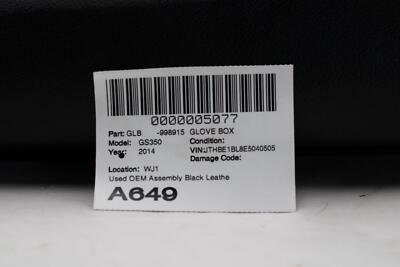 0000005077
Part: GLB -998915 GLOVE BOX
Model: GS350 Condition:
Year: 2014 VIN:JTHBE1BL8E5040505
Damage Code:
Location: WJ1
Used OEM Assembly Black Leathe
A649